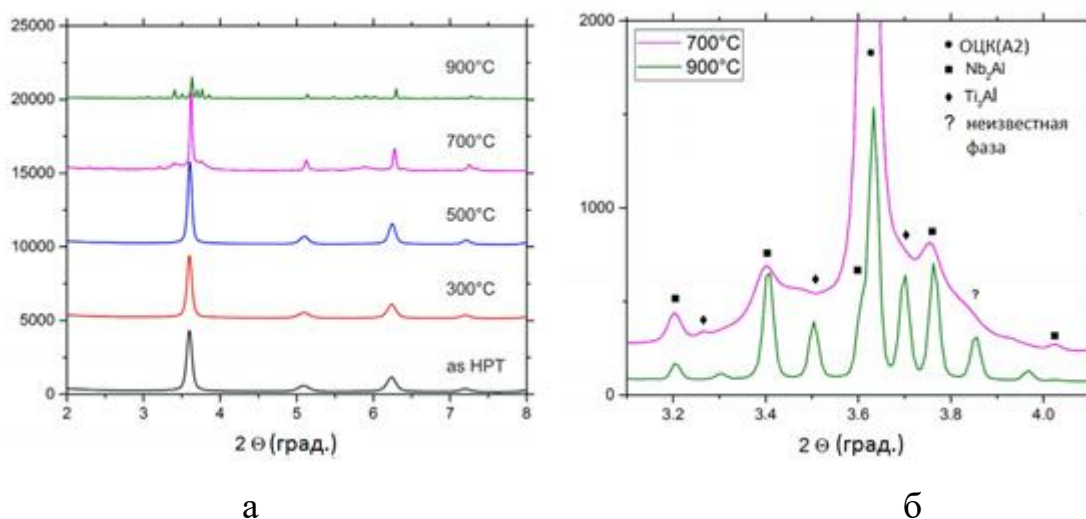 25000
20000
15000
10000
5000
0
900°C
700°C
500°C
300°C
as HPT
2 3 4 5 6 7 8
2 Θ (град.)
а
2000
1000
0
700°C
900°C
ОЦК(A2)
Nb₂Al
Ti₃Al
? неизвестная
фаза
?
3.2 3.4 3.6 3.8 4.0
2 Θ (град.)
б